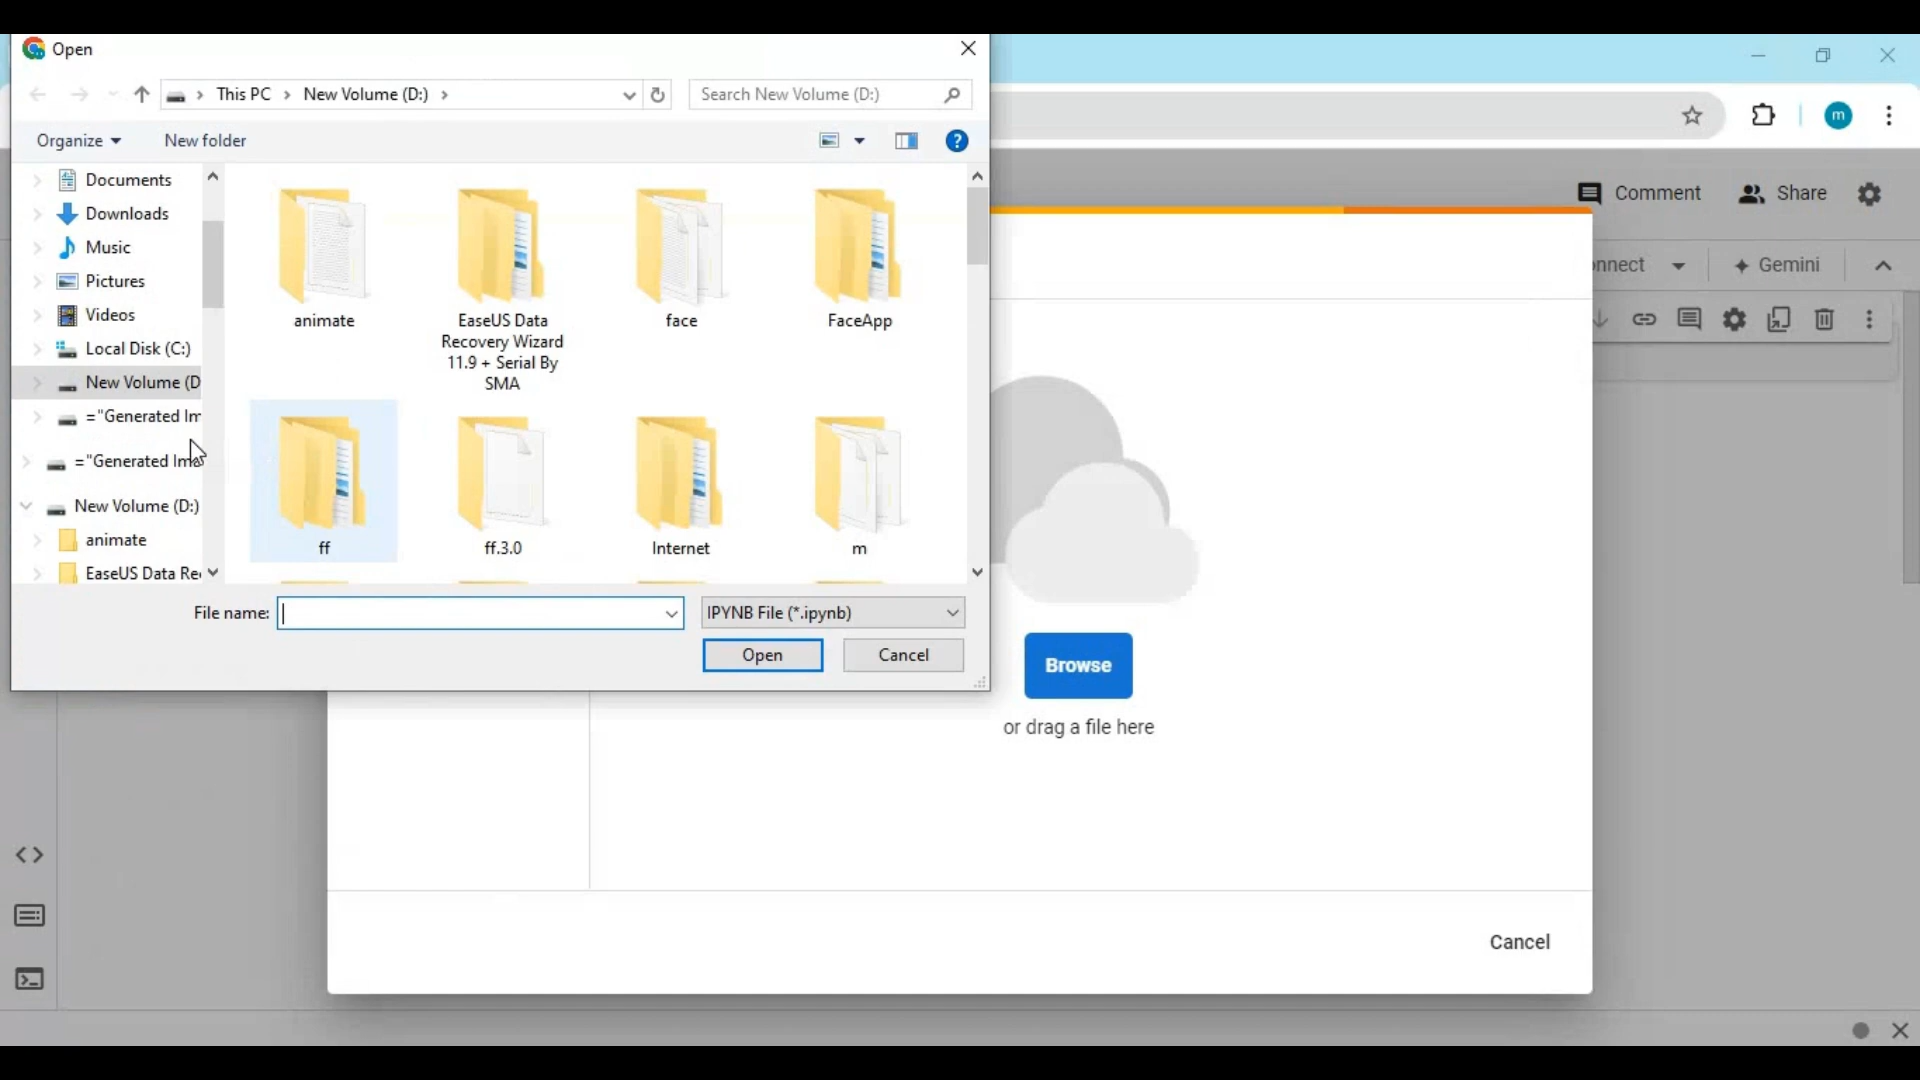 Open
This PC
New Volume (D:)
Search New Volume (D:)
Organize
New folder
Documents
Downloads
Music
Pictures
Videos
Local Disk (C:)
New Volume (D
="Generated Im
="Generated Ima
New Volume (D:)
animate
EaseUS Data Re
animate
EaseUS Data
Recovery Wizard
11.9 + Serial By
SMA
face
FaceApp
ff
ff.3.0
Internet
m
File name:
IPYNB File (*.ipynb)
Open
Cancel
m
Comment
Share
nnect
Gemini
Browse
or drag a file here
Cancel